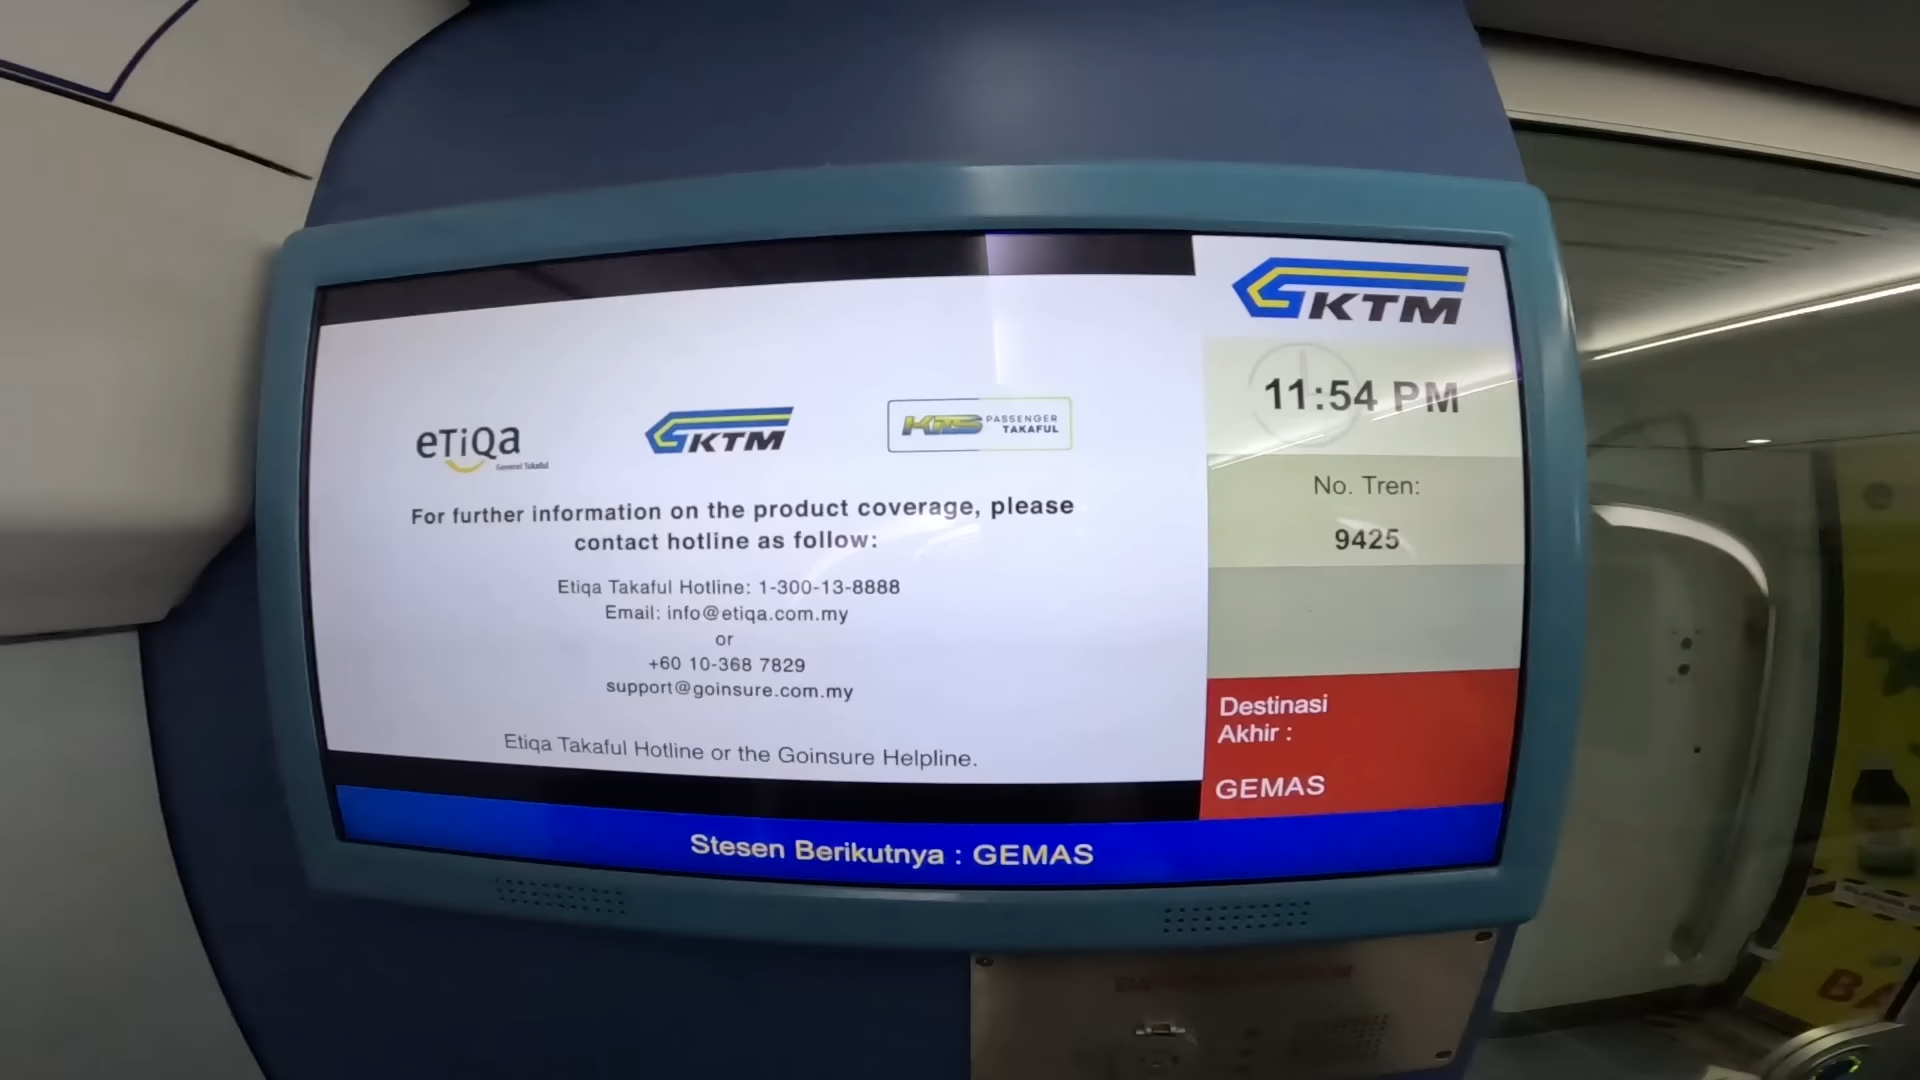 KTM
11:54 PM
No. Tren:
9425
Destinasi
Akhir :
GEMAS
eTiQa
General Takaful
KTM
KTS PASSENGER
TAKAFUL
For further information on the product coverage, please
contact hotline as follow:
Etiqa Takaful Hotline: 1-300-13-8888
Email: info@etiqa.com.my
or
+60 10-368 7829
support@goinsure.com.my
Etiqa Takaful Hotline or the Goinsure Helpline.
Stesen Berikutnya : GEMAS
BA